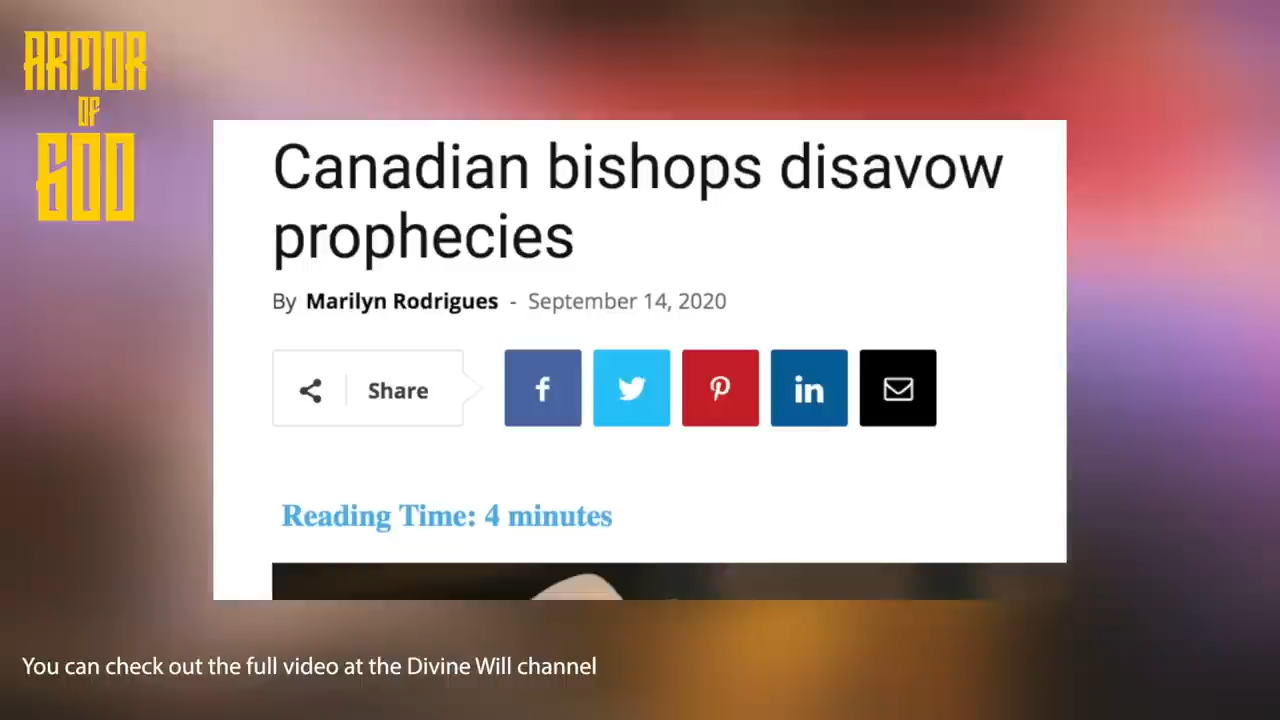 ARMOR
OF
GOD
Canadian bishops disavow
prophecies
By Marilyn Rodrigues - September 14, 2020
Share
Reading Time: 4 minutes
You can check out the full video at the Divine Will channel